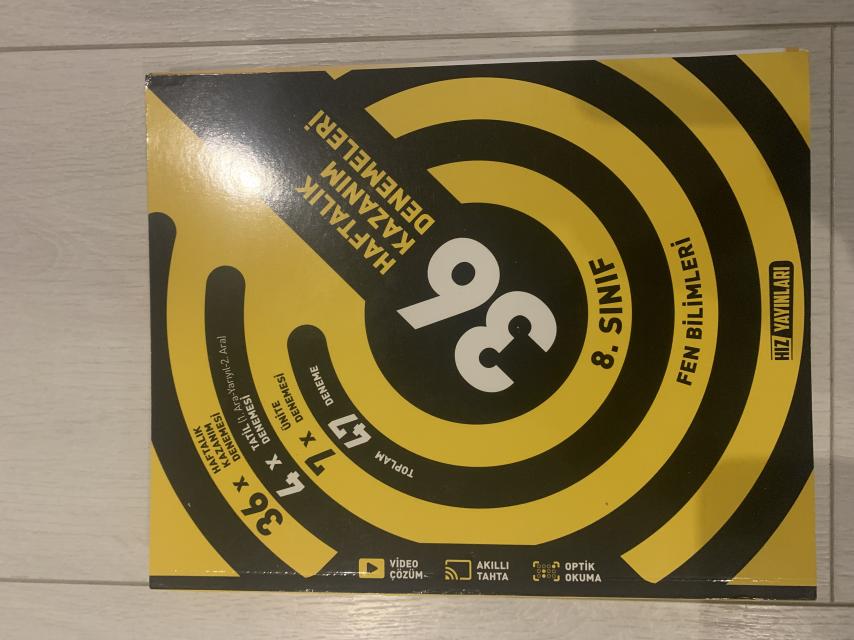 HAFTALIK
KAZANIM
DENEMELERİ
36
8. SINIF
FEN BİLİMLERİ
HIZ YAYINLARI
36 x HAFTALIK
KAZANIM
DENEMESİ
4 x TATİL (1. Ara-Yarıyıl-2. Ara)
DENEMESİ
7 x ÜNİTE
DENEMESİ
TOPLAM 47 DENEME
VİDEO
ÇÖZÜM
AKILLI
TAHTA
OPTİK
OKUMA